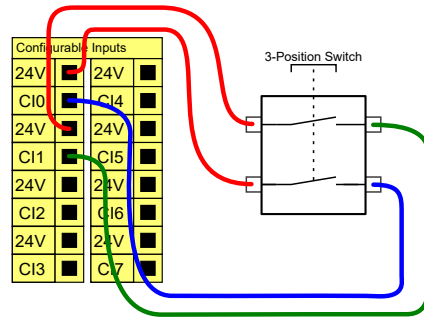 Configurable Inputs
3-Position Switch
24V 24V
CI0 CI4
24V 24V
CI1 CI5
24V 24V
CI2 CI6
24V 24V
CI3 CI7